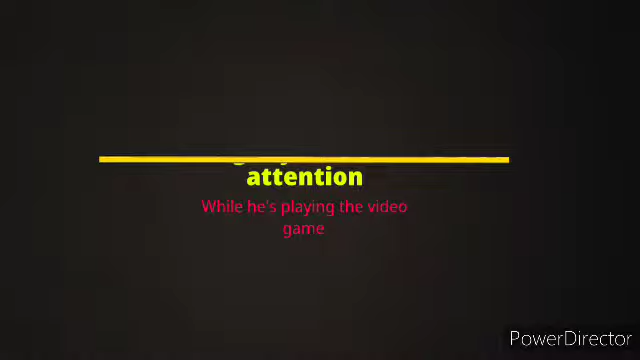 attention
While he's playing the video
game
PowerDirector